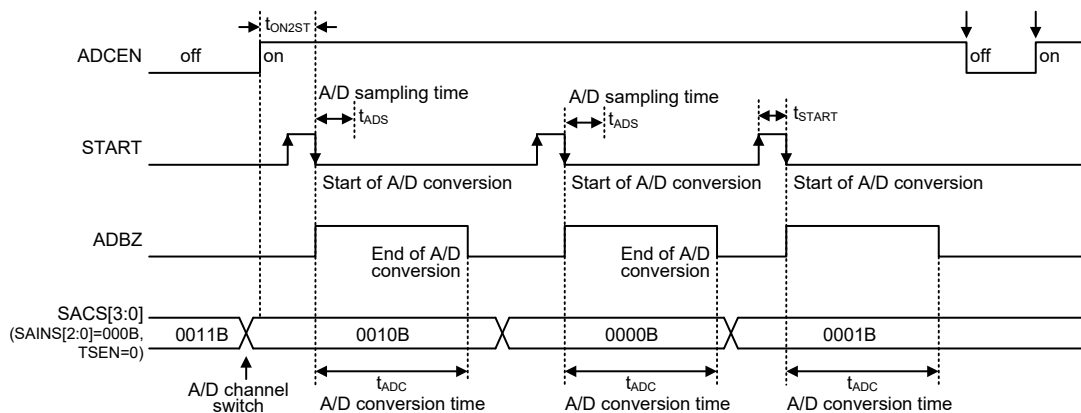 tON2ST
ADCEN
off
on
off
on
A/D sampling time
A/D sampling time
tADS
tADS
tSTART
START
Start of A/D conversion
Start of A/D conversion
Start of A/D conversion
ADBZ
End of A/D
conversion
End of A/D
conversion
SACS[3:0]
(SAINS[2:0]=000B,
TSEN=0)
0011B
0010B
0000B
0001B
A/D channel
switch
tADC
A/D conversion time
tADC
A/D conversion time
tADC
A/D conversion time